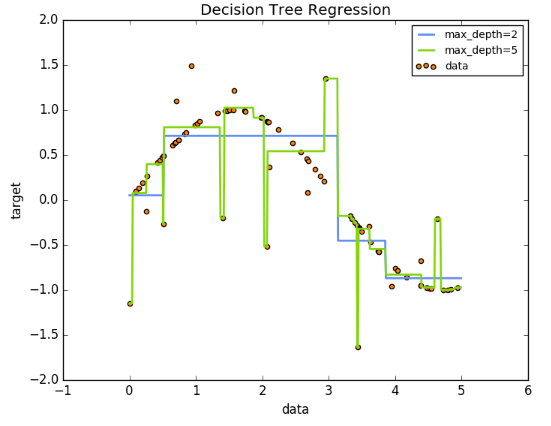 Decision Tree Regression
2.0
1.5
1.0
0.5
0.0
−0.5
−1.0
−1.5
−2.0
target
max_depth=2
max_depth=5
data
−1 0 1 2 3 4 5 6
data